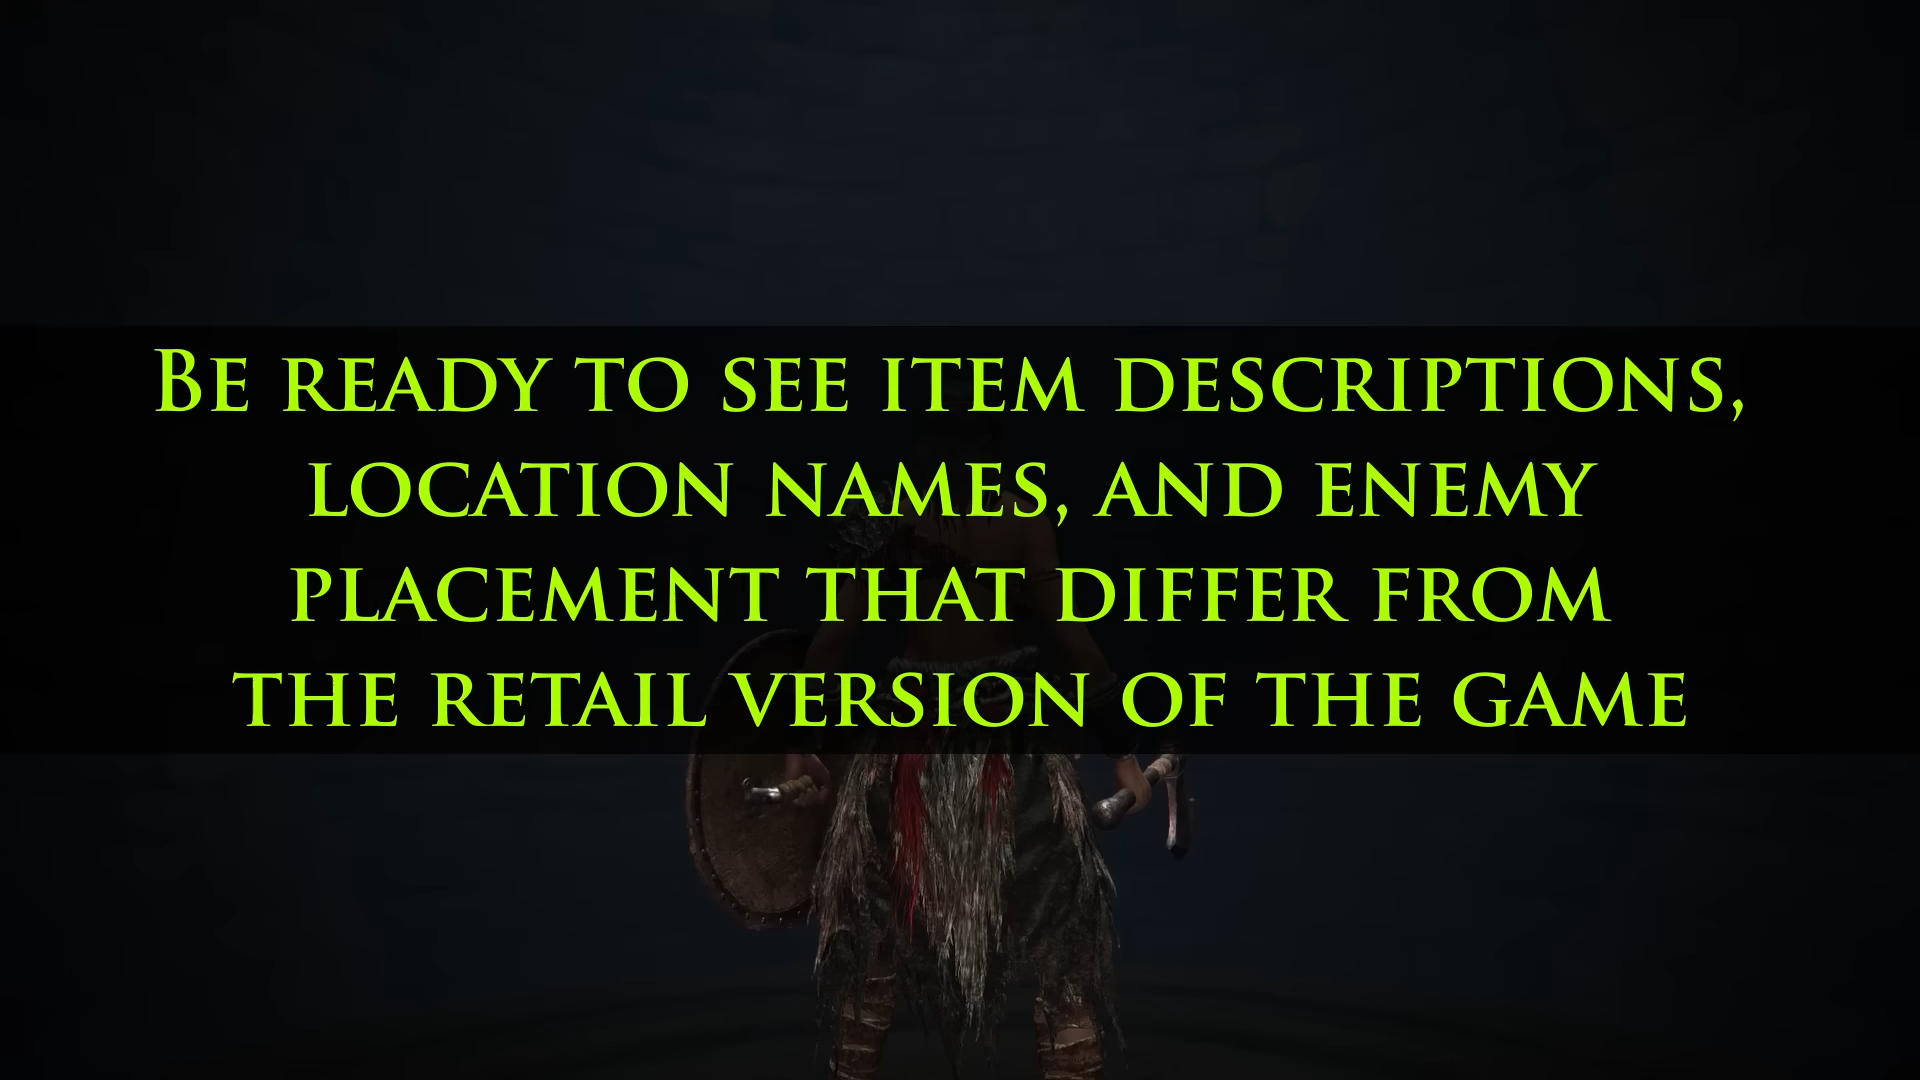 Be ready to see item descriptions,
location names, and enemy
placement that differ from
the retail version of the game